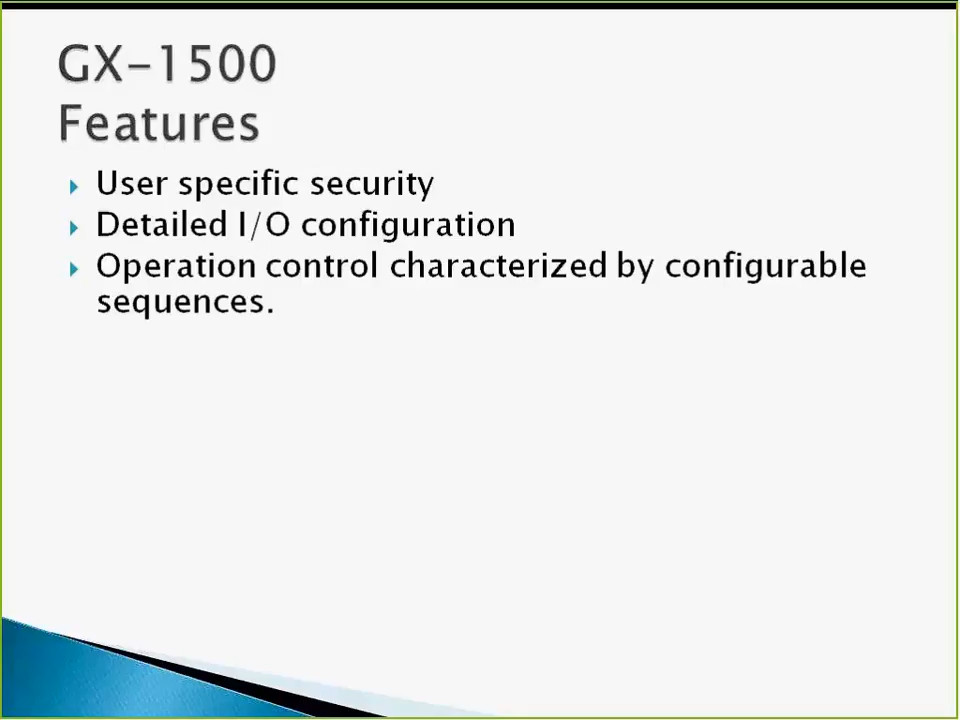 GX-1500
Features
User specific security
Detailed I/O configuration
Operation control characterized by configurable
sequences.